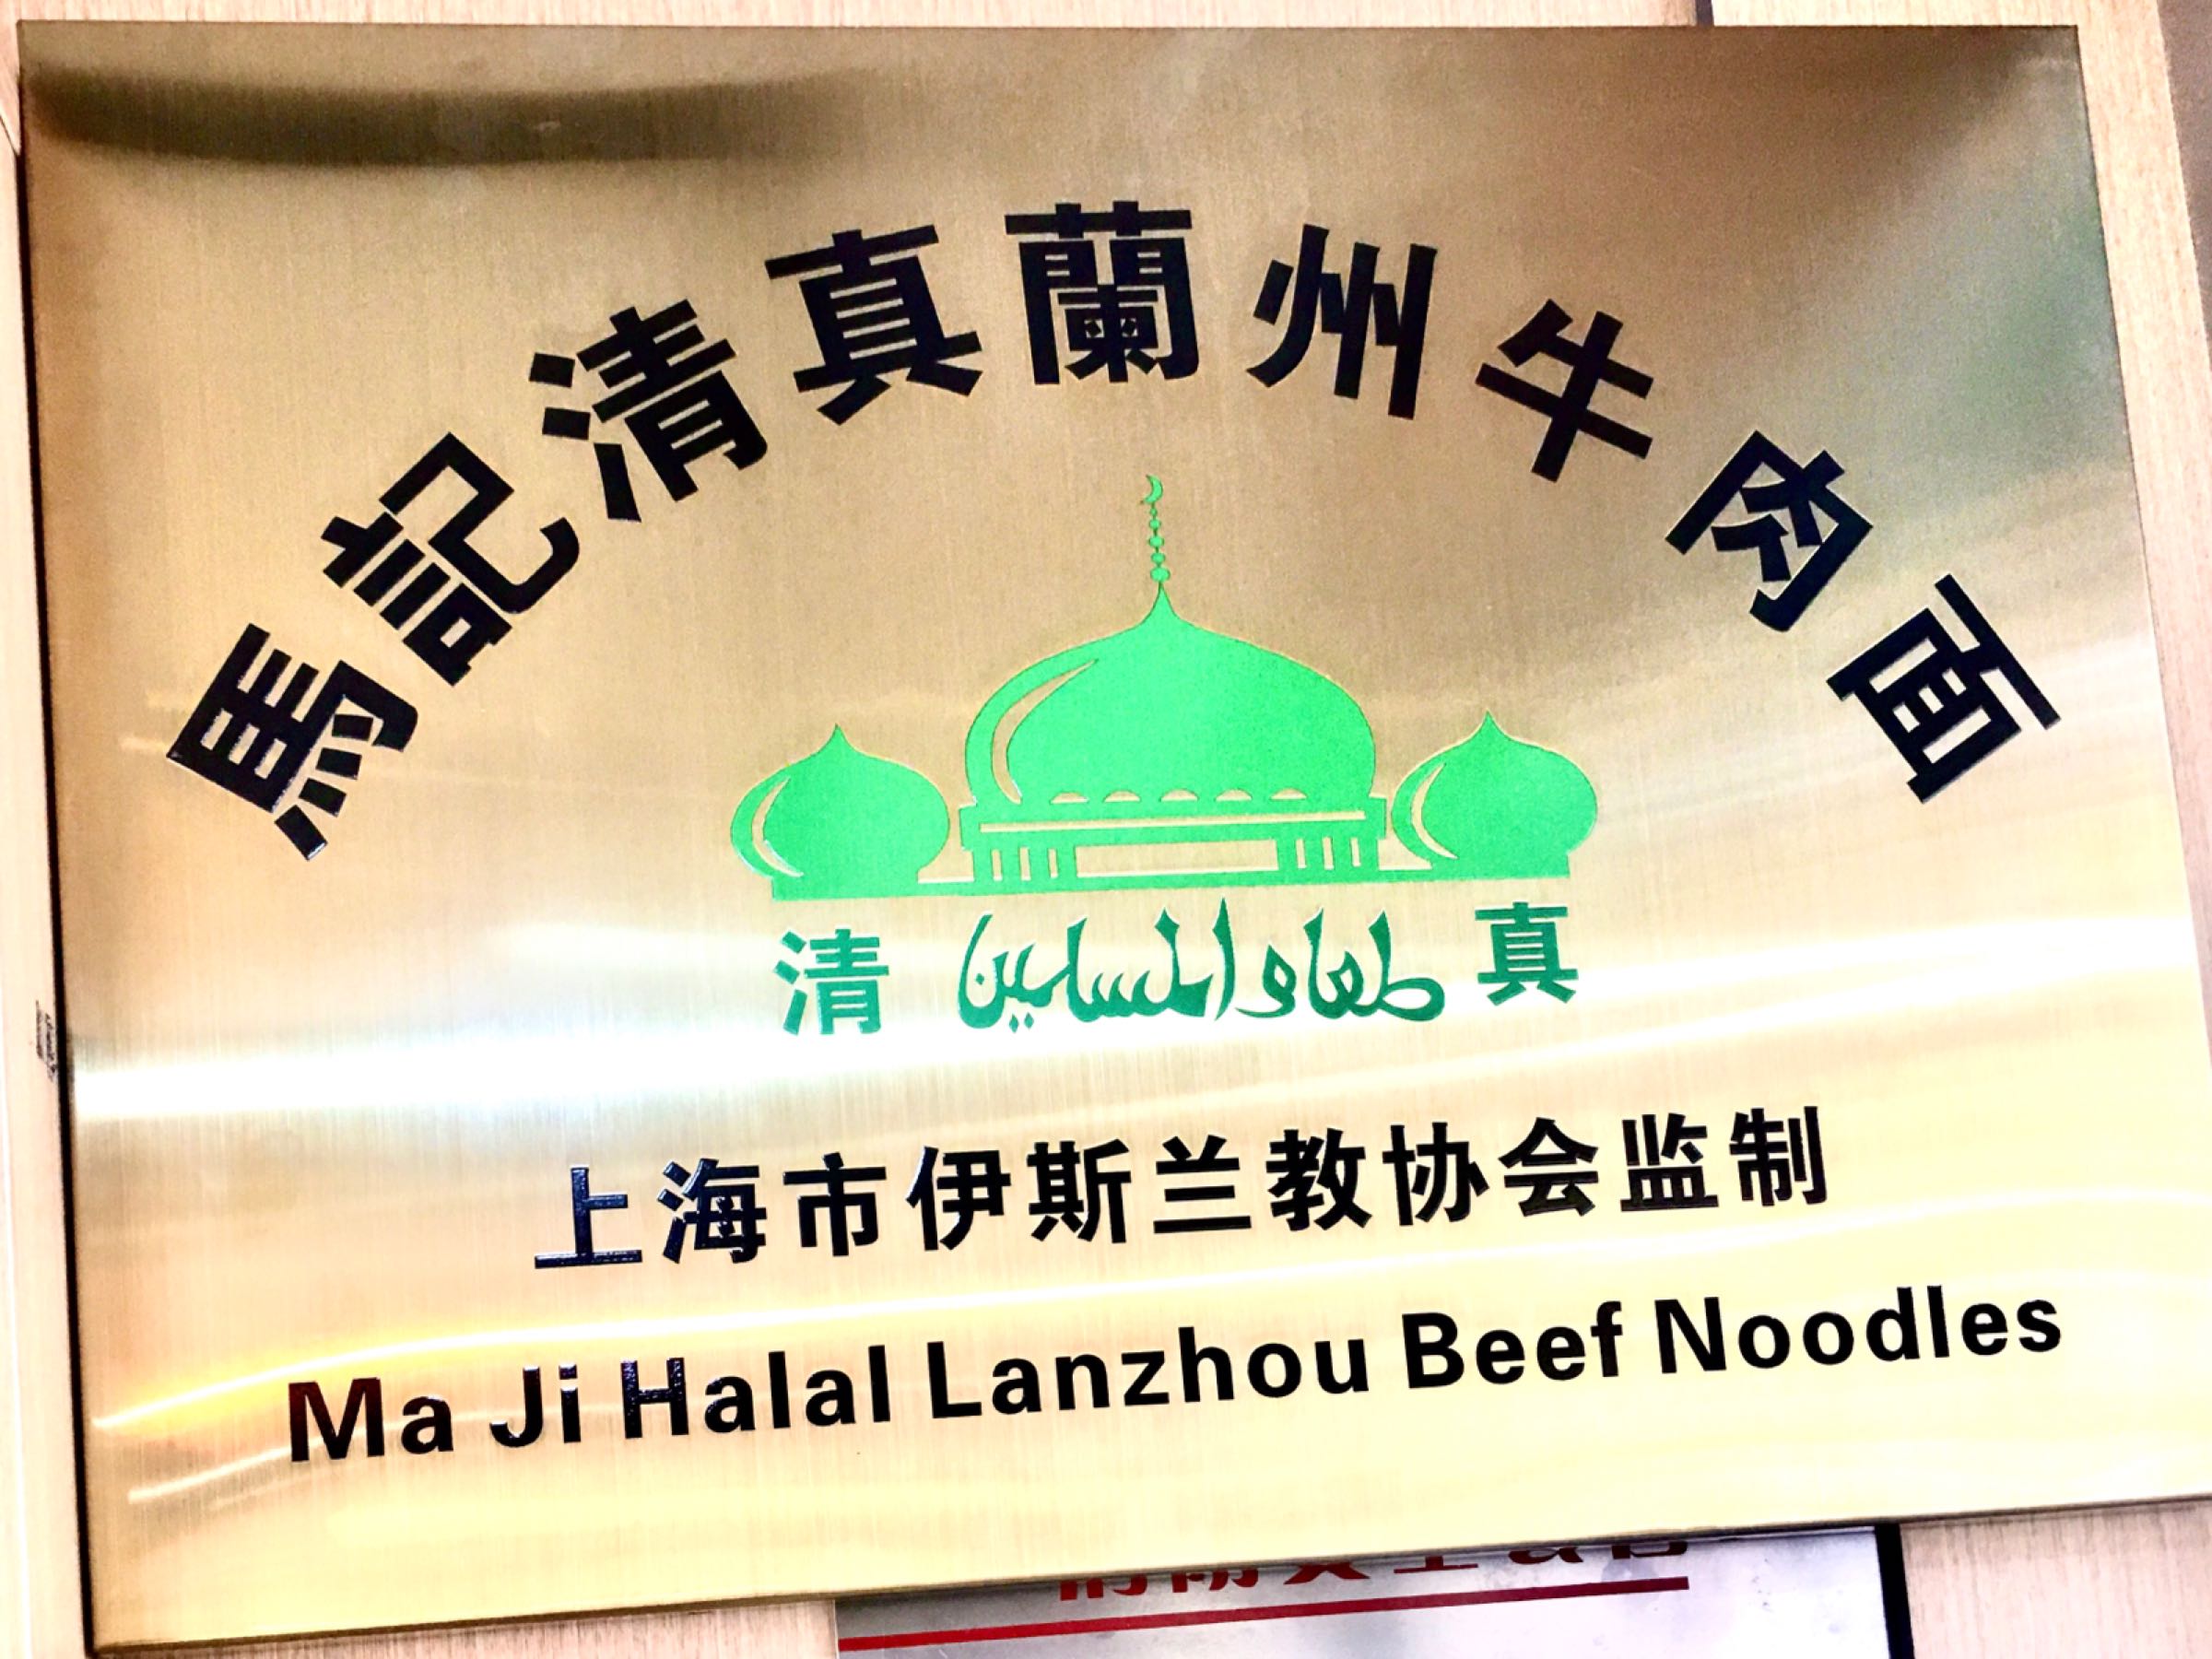 馬記清真蘭州牛肉面
清 طعام المسلمين 真
上海市伊斯兰教协会监制
Ma Ji Halal Lanzhou Beef Noodles